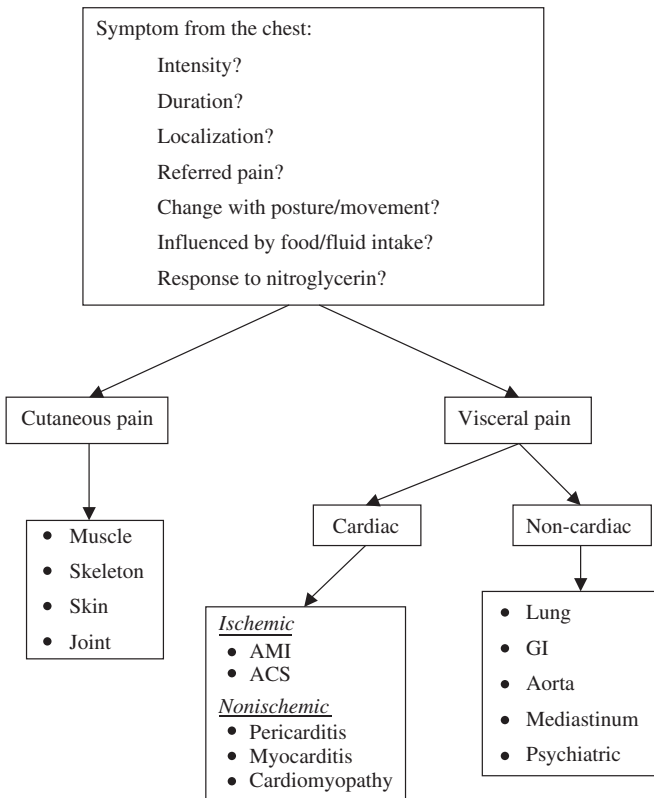 Symptom from the chest:
Intensity?
Duration?
Localization?
Referred pain?
Change with posture/movement?
Influenced by food/fluid intake?
Response to nitroglycerin?
Cutaneous pain
Visceral pain
Cardiac
Non-cardiac
• Muscle
• Skeleton
• Skin
• Joint
Ischemic
• AMI
• ACS
Nonischemic
• Pericarditis
• Myocarditis
• Cardiomyopathy
• Lung
• GI
• Aorta
• Mediastinum
• Psychiatric